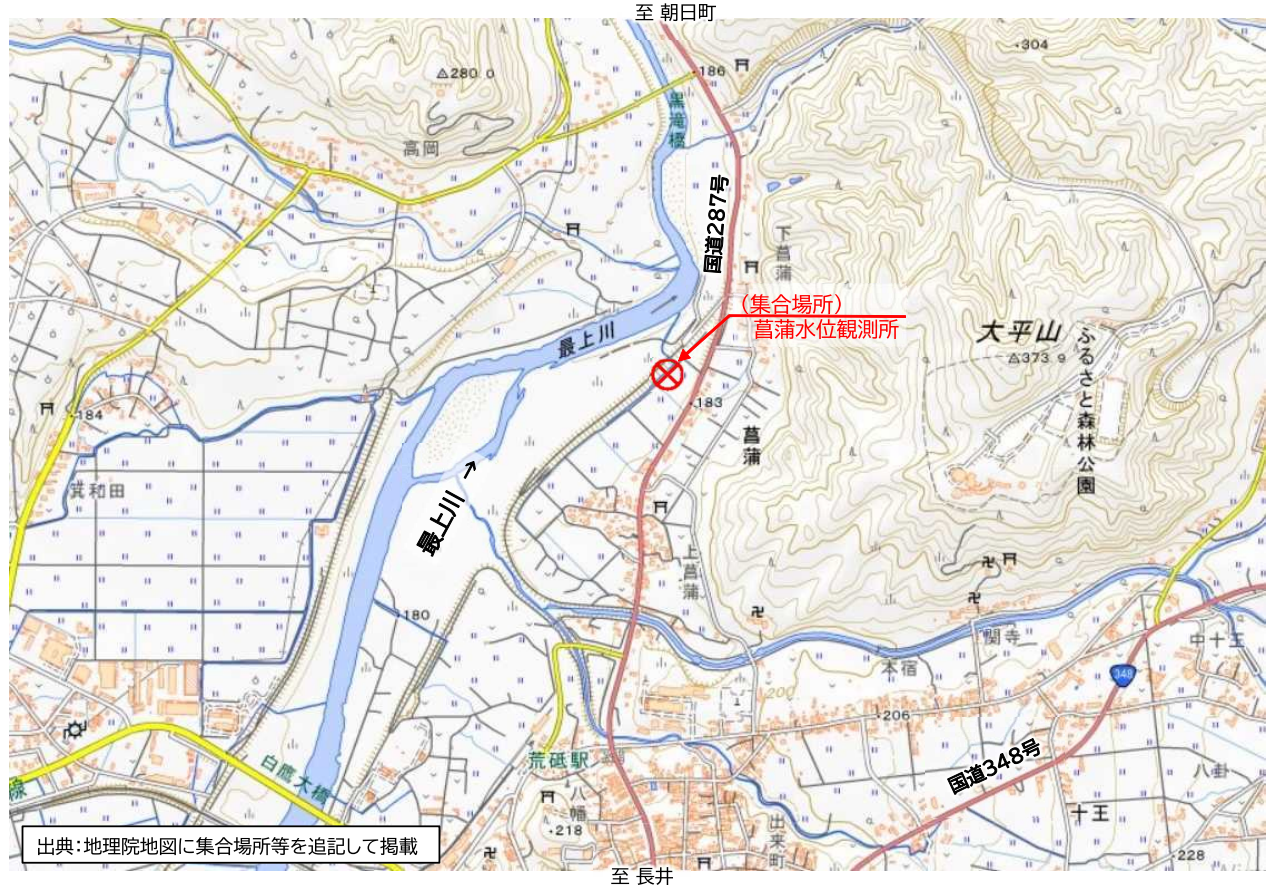 至 朝日町
304
186
280.0
黒滝橋
高岡
国道287号
下菖蒲
(集合場所)
菖蒲水位観測所
最上川
大平山
373.9
ふるさと森林公園
184
183
菖蒲
箕和田
最上川
上菖蒲
180
関寺
中十王
本宿
348
200
206
荒砥駅
国道348号
八卦
白鷹大橋
線
八幡
218
出来町
十王
228
出典:地理院地図に集合場所等を追記して掲載
至 長井